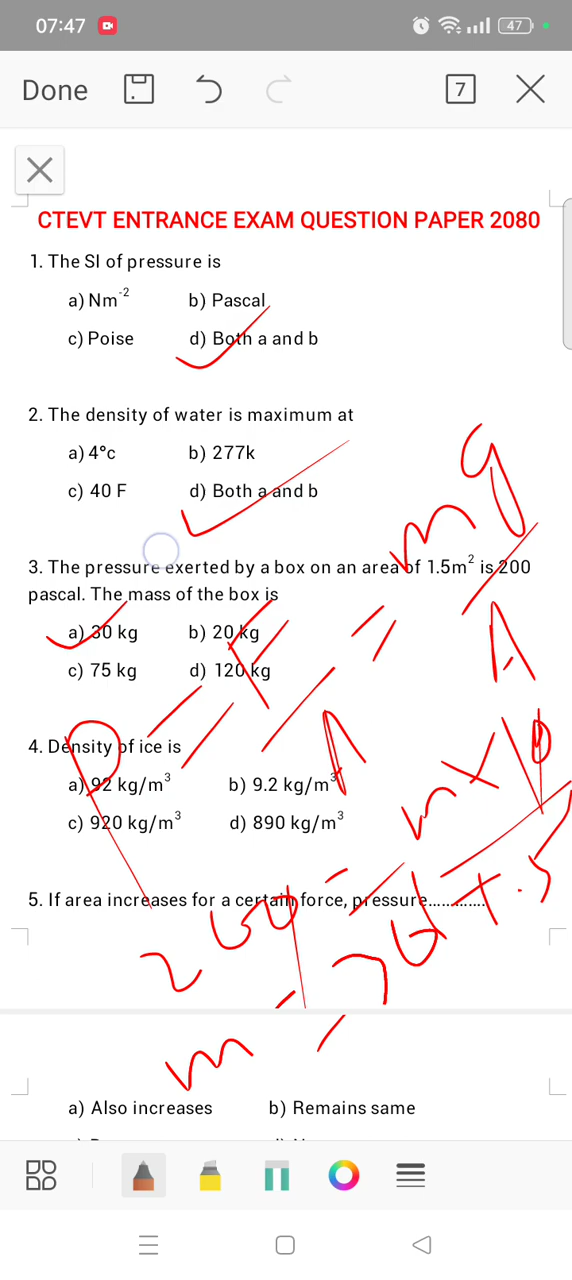 07:47
47
Done
7
CTEVT ENTRANCE EXAM QUESTION PAPER 2080
1. The SI of pressure is
a) Nm⁻² b) Pascal
c) Poise d) Both a and b
2. The density of water is maximum at
a) 4°c b) 277k
c) 40 F d) Both a and b
3. The pressure exerted by a box on an area of 1.5m² is 200
pascal. The mass of the box is
a) 30 kg b) 20 kg
c) 75 kg d) 120 kg
P = F / A = mg / A
4. Density of ice is
a) 92 kg/m³ b) 9.2 kg/m³
c) 920 kg/m³ d) 890 kg/m³
5. If area increases for a certain force, pressure..............
200 = m×10 / 1.5
m =
a) Also increases b) Remains same